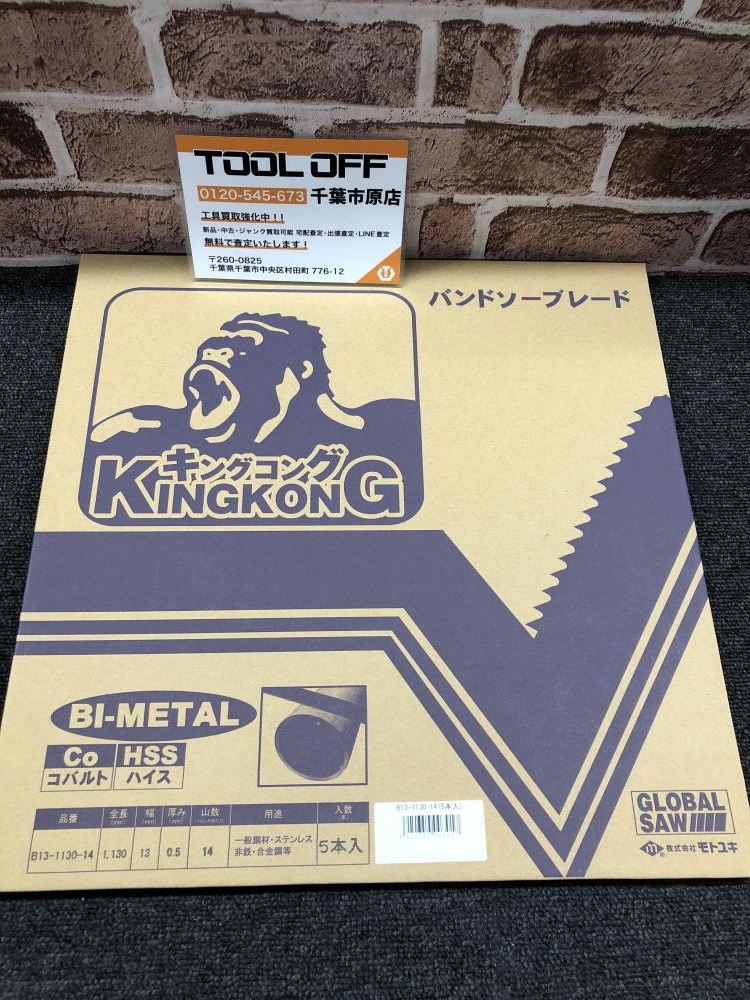 TOOL OFF
0120-545-673 千葉市原店
工具買取強化中!!
新品・中古・ジャンク買取可能 宅配査定・出張査定・LINE査定
無料で査定いたします!
〒260-0825
千葉県千葉市中央区村田町 776-12
バンドソーブレード
キングコング
KINGKONG
BI-METAL
Co HSS
コバルト ハイス
品番 全長 幅 厚み 山数 用途 入数
(mm) (mm) (mm)
B13-1130-14 1,130 13 0.5 14 一般鋼材・ステンレス 非鉄・合金鋼等 5本入
B13-1130-14(5本入)
GLOBAL
SAW
株式会社 モトユキ